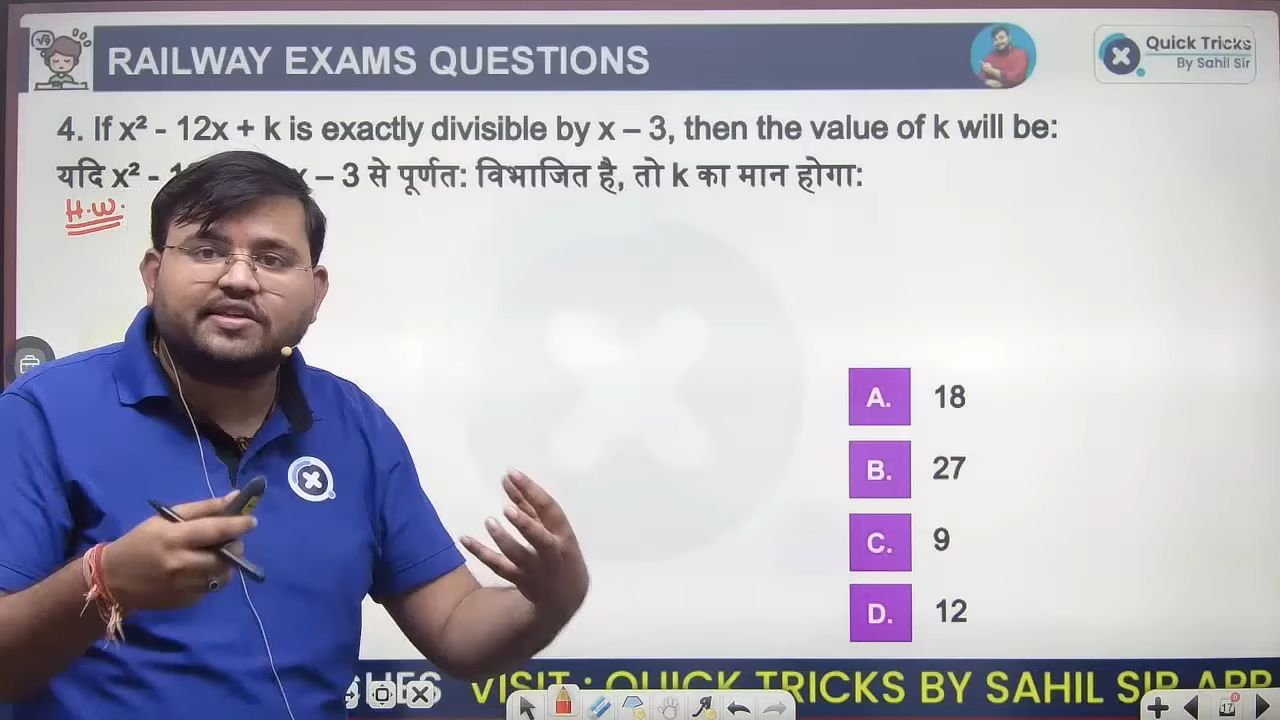 RAILWAY EXAMS QUESTIONS
Quick Tricks
By Sahil Sir
4. If x² - 12x + k is exactly divisible by x – 3, then the value of k will be:
यदि x² - x – 3 से पूर्णत: विभाजित है, तो k का मान होगा:
H.W.
A. 18
B. 27
C. 9
D. 12
VISIT : QUICK TRICKS BY SAHIL SIR APP
17